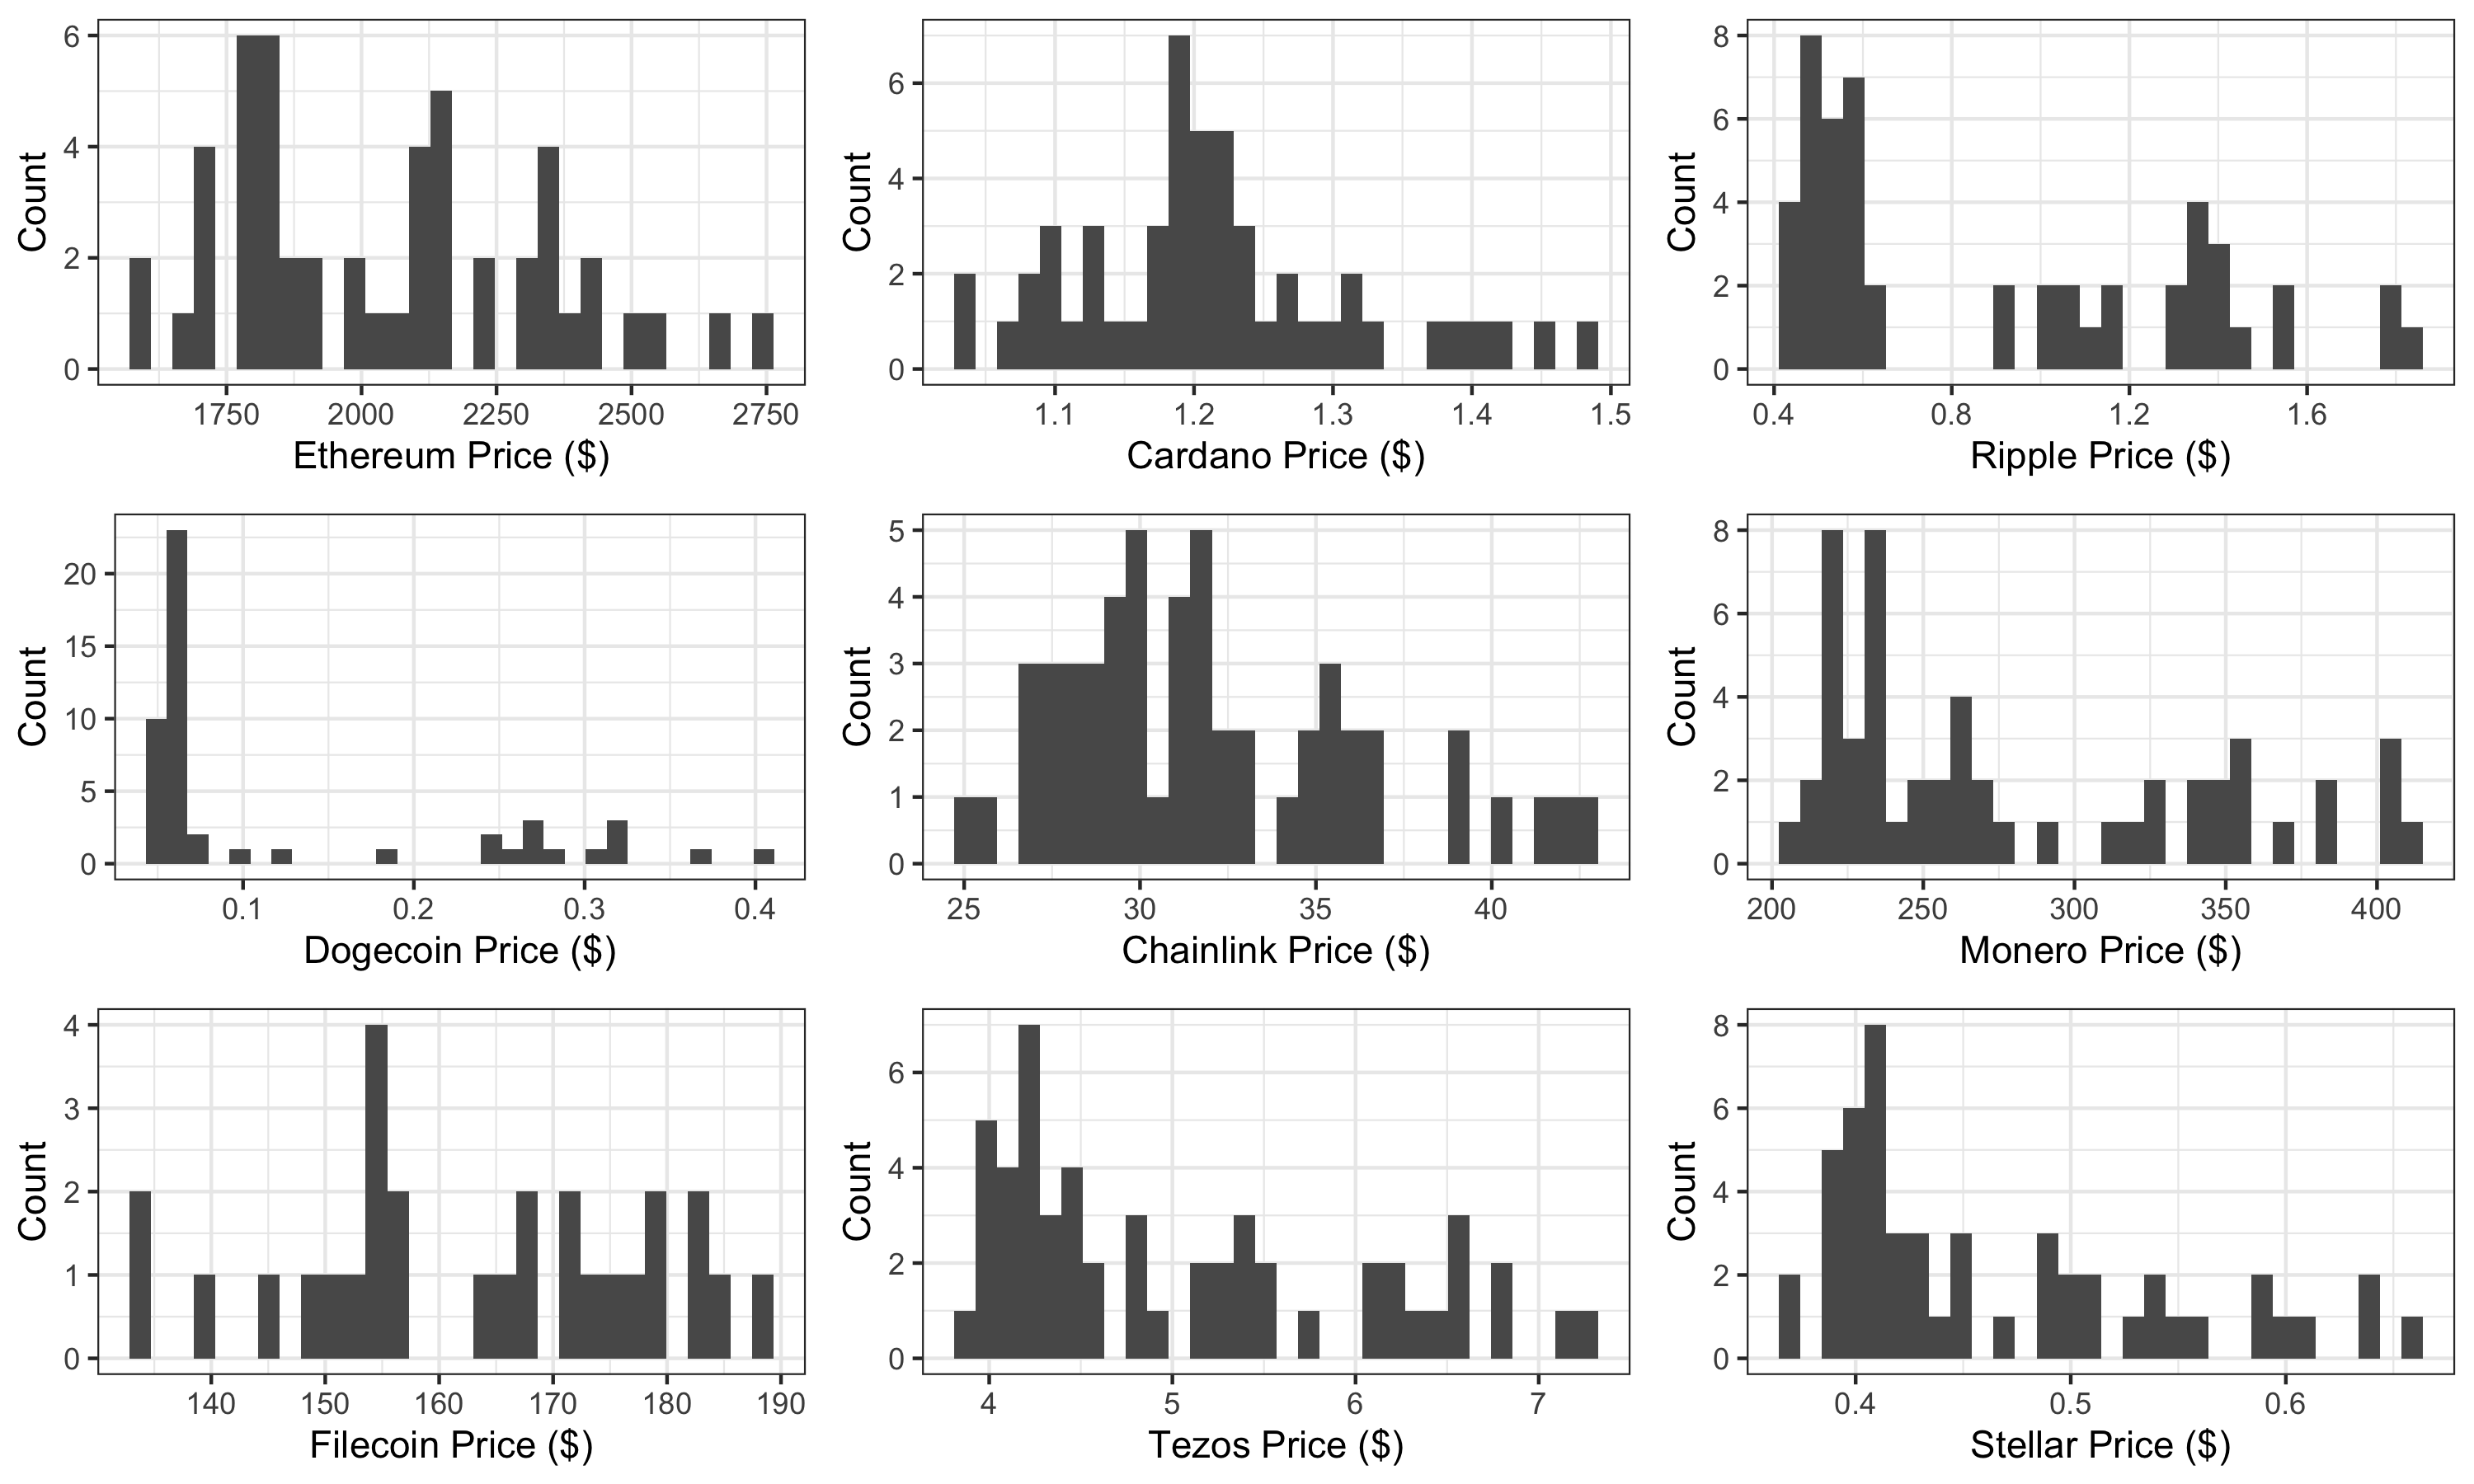 Count
6
4
2
0
1750 2000 2250 2500 2750
Ethereum Price ($)
Count
6
4
2
0
1.1 1.2 1.3 1.4 1.5
Cardano Price ($)
Count
8
6
4
2
0
0.4 0.8 1.2 1.6
Ripple Price ($)
Count
20
15
10
5
0
0.1 0.2 0.3 0.4
Dogecoin Price ($)
Count
5
4
3
2
1
0
25 30 35 40
Chainlink Price ($)
Count
8
6
4
2
0
200 250 300 350 400
Monero Price ($)
Count
4
3
2
1
0
140 150 160 170 180 190
Filecoin Price ($)
Count
6
4
2
0
4 5 6 7
Tezos Price ($)
Count
8
6
4
2
0
0.4 0.5 0.6
Stellar Price ($)